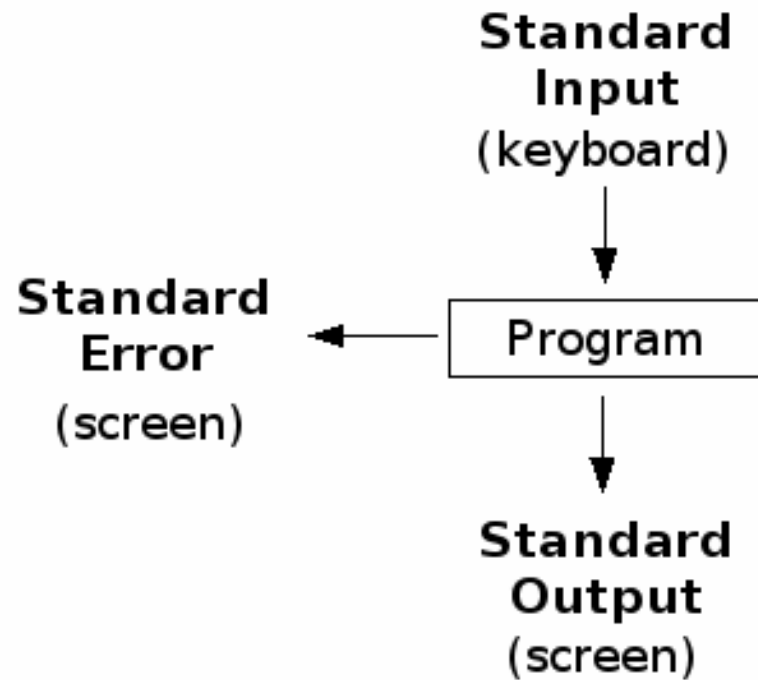 Standard
Input
(keyboard)
Standard
Error
(screen)
Program
Standard
Output
(screen)